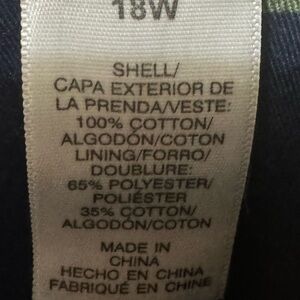 18W
SHELL/
CAPA EXTERIOR DE
LA PRENDA/VESTE:
100% COTTON/
ALGODÓN/COTON
LINING/FORRO/
DOUBLURE:
65% POLYESTER/
POLIÉSTER
35% COTTON/
ALGODÓN/COTON
MADE IN
CHINA
HECHO EN CHINA
FABRIQUÉ EN CHINE